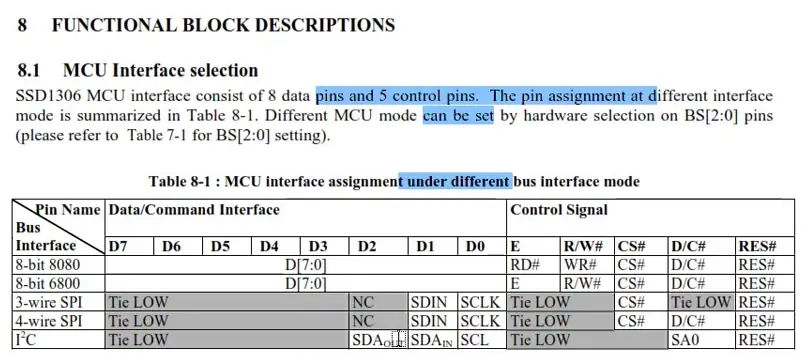 8 FUNCTIONAL BLOCK DESCRIPTIONS
8.1 MCU Interface selection
SSD1306 MCU interface consist of 8 data pins and 5 control pins. The pin assignment at different interface
mode is summarized in Table 8-1. Different MCU mode can be set by hardware selection on BS[2:0] pins
(please refer to Table 7-1 for BS[2:0] setting).
Table 8-1 : MCU interface assignment under different bus interface mode
Pin Name Data/Command Interface Control Signal
Bus
Interface D7 D6 D5 D4 D3 D2 D1 D0 E R/W# CS# D/C# RES#
8-bit 8080 D[7:0] RD# WR# CS# D/C# RES#
8-bit 6800 D[7:0] E R/W# CS# D/C# RES#
3-wire SPI Tie LOW NC SDIN SCLK Tie LOW CS# Tie LOW RES#
4-wire SPI Tie LOW NC SDIN SCLK Tie LOW CS# D/C# RES#
I²C Tie LOW SDAOUT SDAIN SCL Tie LOW SA0 RES#